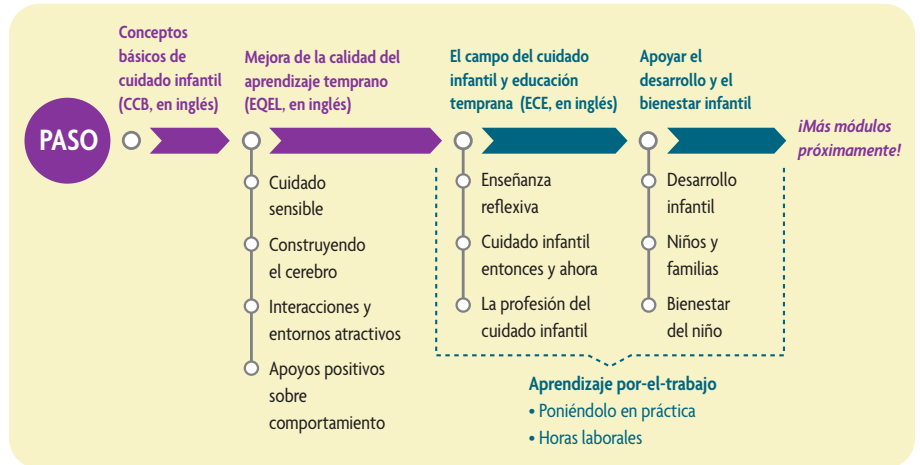 PASO
Conceptos
básicos de
cuidado infantil
(CCB, en inglés)
Mejora de la calidad del
aprendizaje temprano
(EQEL, en inglés)
Cuidado
sensible
Construyendo
el cerebro
Interacciones y
entornos atractivos
Apoyos positivos
sobre
comportamiento
El campo del cuidado
infantil y educación
temprana (ECE, en inglés)
Enseñanza
reflexiva
Cuidado infantil
entonces y ahora
La profesión del
cuidado infantil
Apoyar el
desarrollo y el
bienestar infantil
Desarrollo
infantil
Niños y
familias
Bienestar
del niño
¡Más módulos
próximamente!
Aprendizaje por-el-trabajo
• Poniéndolo en práctica
• Horas laborales